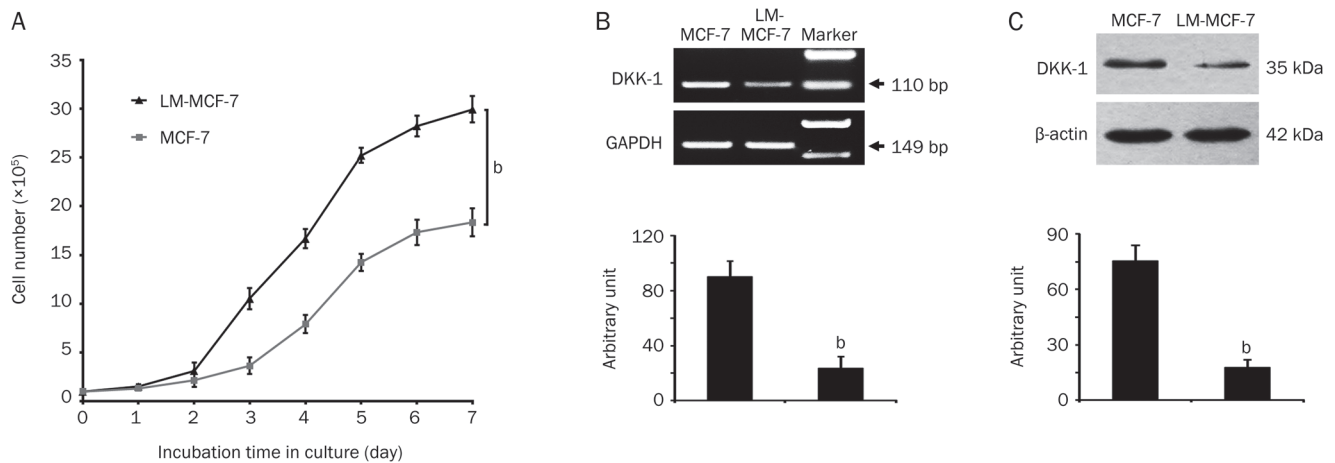 A
35
30
25
20
15
10
5
0
Cell number (×10⁵)
LM-MCF-7
MCF-7
b
0 1 2 3 4 5 6 7
Incubation time in culture (day)
B
LM-
MCF-7 MCF-7 Marker
DKK-1
110 bp
GAPDH
149 bp
120
80
40
0
Arbitrary unit
b
C
MCF-7 LM-MCF-7
DKK-1
35 kDa
β-actin
42 kDa
90
60
30
0
Arbitrary unit
b